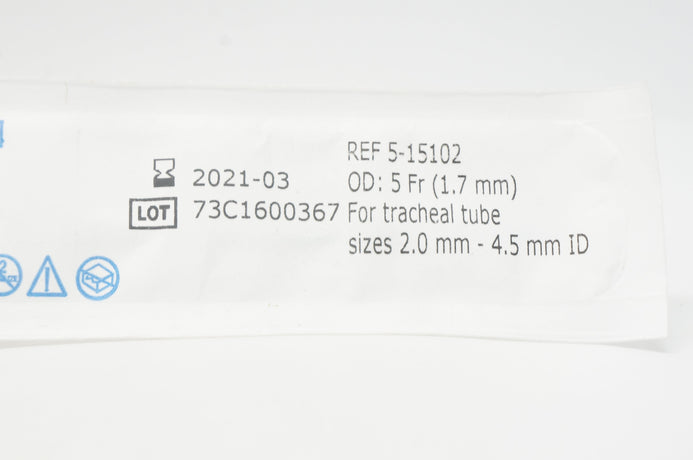 2021-03
LOT 73C1600367
REF 5-15102
OD: 5 Fr (1.7 mm)
For tracheal tube
sizes 2.0 mm - 4.5 mm ID